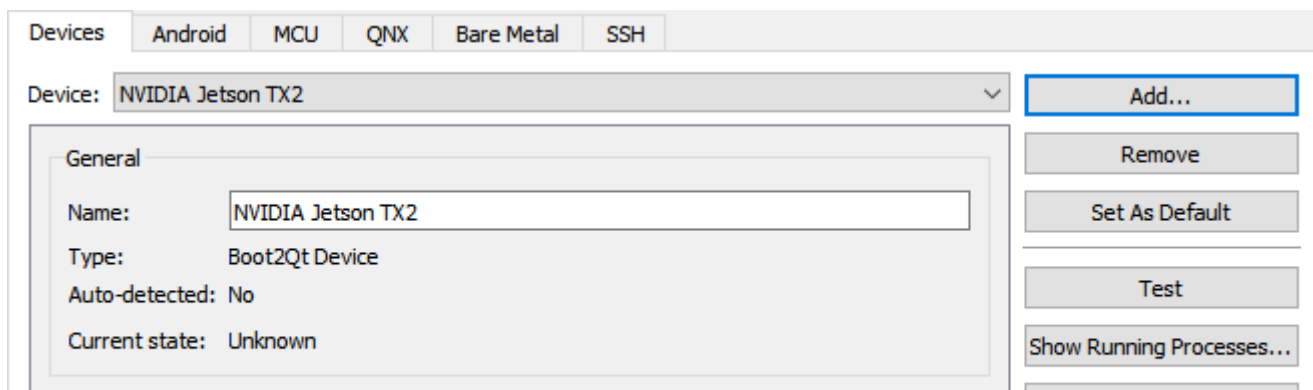 Devices Android MCU QNX Bare Metal SSH
Device: NVIDIA Jetson TX2 Add...
General Remove
Name: NVIDIA Jetson TX2 Set As Default
Type: Boot2Qt Device
Auto-detected: No Test
Current state: Unknown Show Running Processes...